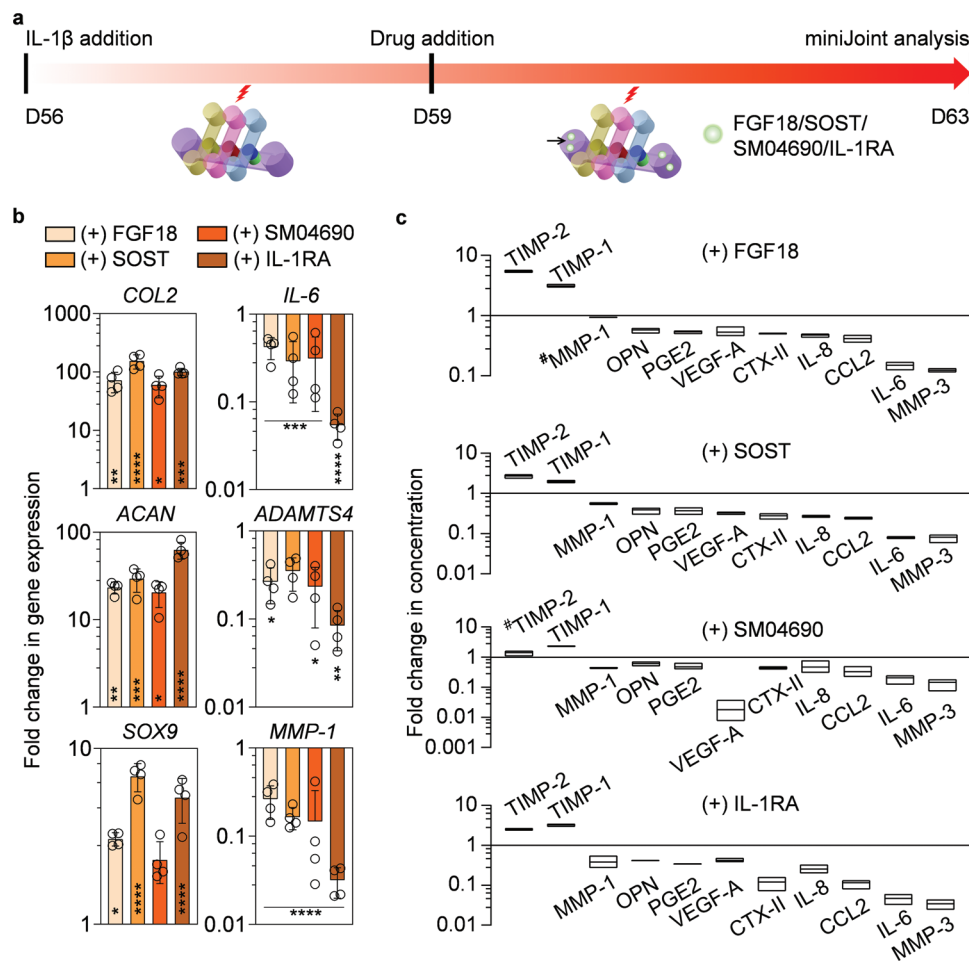 a
IL-1β addition
Drug addition
miniJoint analysis
D56
D59
D63
FGF18/SOST/
SM04690/IL-1RA
b
(+) FGF18
(+) SM04690
(+) SOST
(+) IL-1RA
Fold change in gene expression
COL2
1000
100
10
1
**
****
*
***
IL-6
1
0.1
0.01
***
****
ACAN
100
10
1
**
***
*
****
ADAMTS4
1
0.1
0.01
*
*
**
SOX9
10
1
*
****
****
MMP-1
1
0.1
0.01
****
c
Fold change in concentration
(+) FGF18
10
1
0.1
TIMP-2
TIMP-1
#MMP-1
OPN
PGE2
VEGF-A
CTX-II
IL-8
CCL2
IL-6
MMP-3
(+) SOST
10
1
0.1
0.01
TIMP-2
TIMP-1
MMP-1
OPN
PGE2
VEGF-A
CTX-II
IL-8
CCL2
IL-6
MMP-3
(+) SM04690
10
1
0.1
0.01
0.001
#TIMP-2
TIMP-1
MMP-1
OPN
PGE2
VEGF-A
CTX-II
IL-8
CCL2
IL-6
MMP-3
(+) IL-1RA
10
1
0.1
0.01
TIMP-2
TIMP-1
MMP-1
OPN
PGE2
VEGF-A
CTX-II
IL-8
CCL2
IL-6
MMP-3